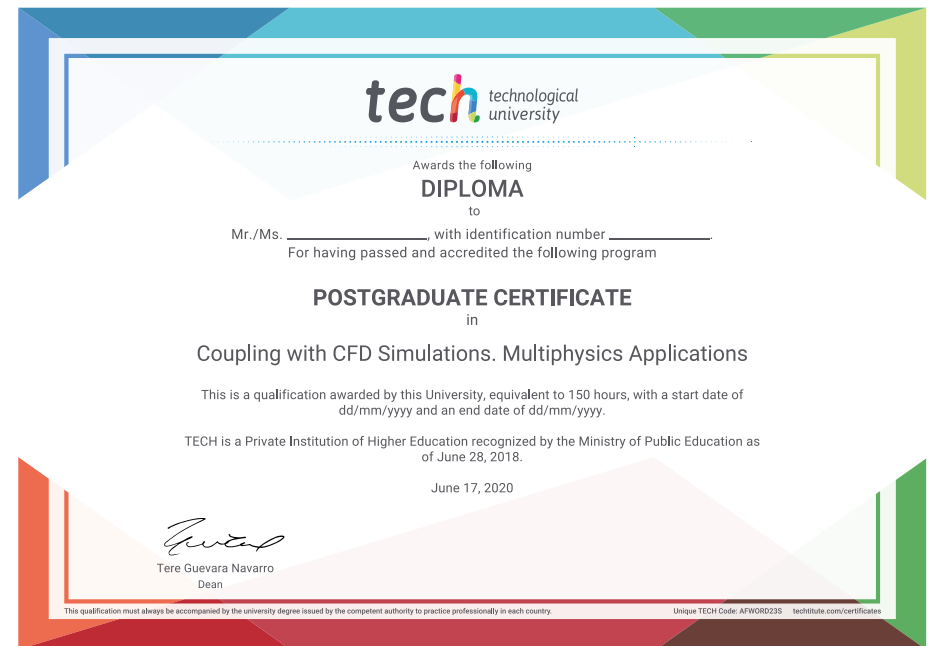 tech technological
university
Awards the following
DIPLOMA
to
Mr./Ms. ____________________, with identification number ______________.
For having passed and accredited the following program
POSTGRADUATE CERTIFICATE
in
Coupling with CFD Simulations. Multiphysics Applications
This is a qualification awarded by this University, equivalent to 150 hours, with a start date of
dd/mm/yyyy and an end date of dd/mm/yyyy.
TECH is a Private Institution of Higher Education recognized by the Ministry of Public Education as
of June 28, 2018.
June 17, 2020
Tere Guevara Navarro
Dean
This qualification must always be accompanied by the university degree issued by the competent authority to practice professionally in each country.
Unique TECH Code: AFWORD23S techtitute.com/certificates